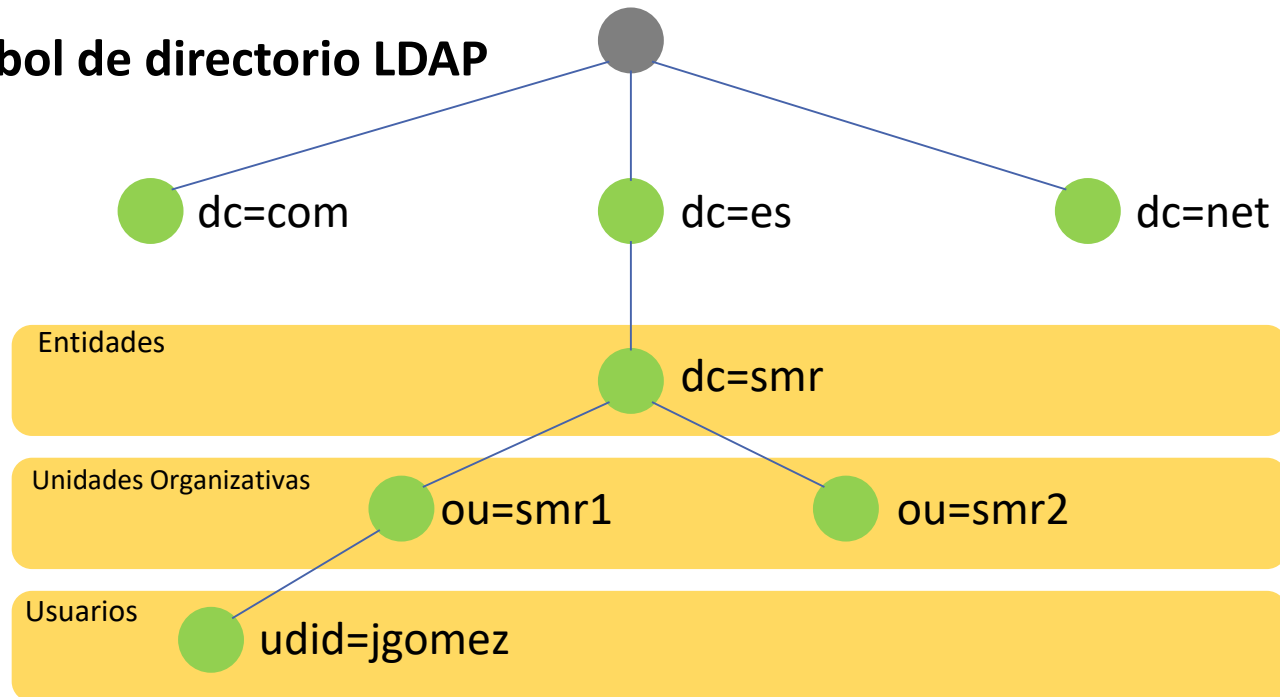 bol de directorio LDAP
dc=com
dc=es
dc=net
Entidades
dc=smr
Unidades Organizativas
ou=smr1
ou=smr2
Usuarios
udid=jgomez